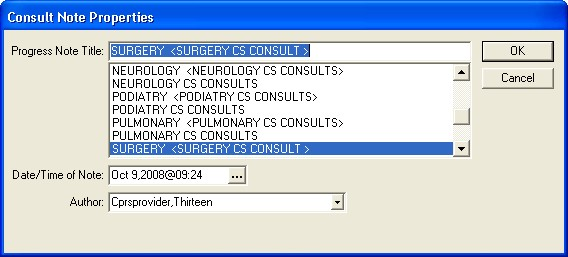 Consult Note Properties
Progress Note Title: SURGERY <SURGERY CS CONSULT > OK
Cancel
NEUROLOGY <NEUROLOGY CS CONSULTS>
NEUROLOGY CS CONSULTS
PODIATRY <PODIATRY CS CONSULTS>
PODIATRY CS CONSULTS
PULMONARY <PULMONARY CS CONSULTS>
PULMONARY CS CONSULTS
SURGERY <SURGERY CS CONSULT >
Date/Time of Note: Oct 9,2008@09:24 ...
Author: Cprsprovider,Thirteen